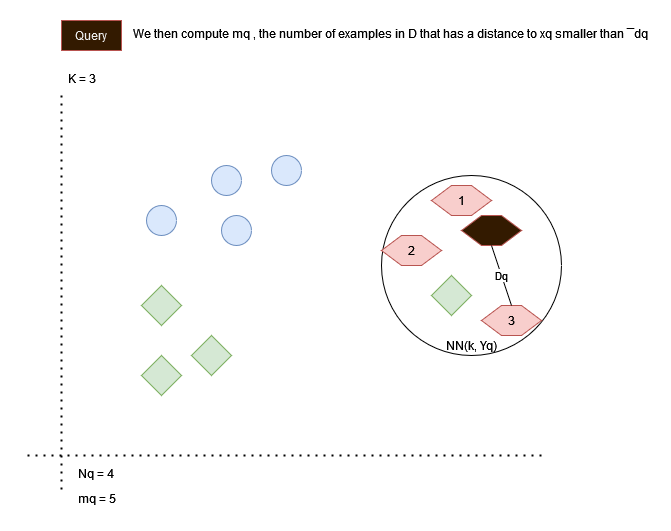 Query
We then compute mq , the number of examples in D that has a distance to xq smaller than ¯dq
K = 3
1
2
Dq
3
NN(k, Yq)
Nq = 4
mq = 5